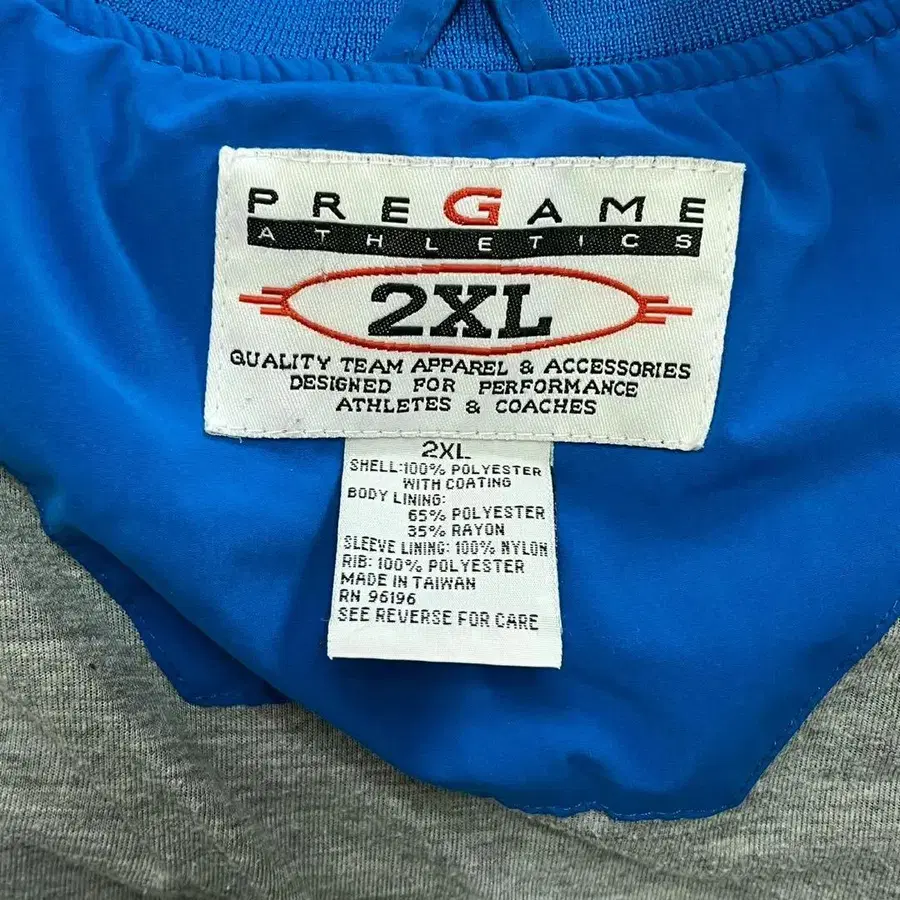 PREGAME
ATHLETICS
2XL
QUALITY TEAM APPAREL & ACCESSORIES
DESIGNED FOR PERFORMANCE
ATHLETES & COACHES
2XL
SHELL:100% POLYESTER
WITH COATING
BODY LINING:
65% POLYESTER
35% RAYON
SLEEVE LINING: 100% NYLON
RIB: 100% POLYESTER
MADE IN TAIWAN
RN 96196
SEE REVERSE FOR CARE